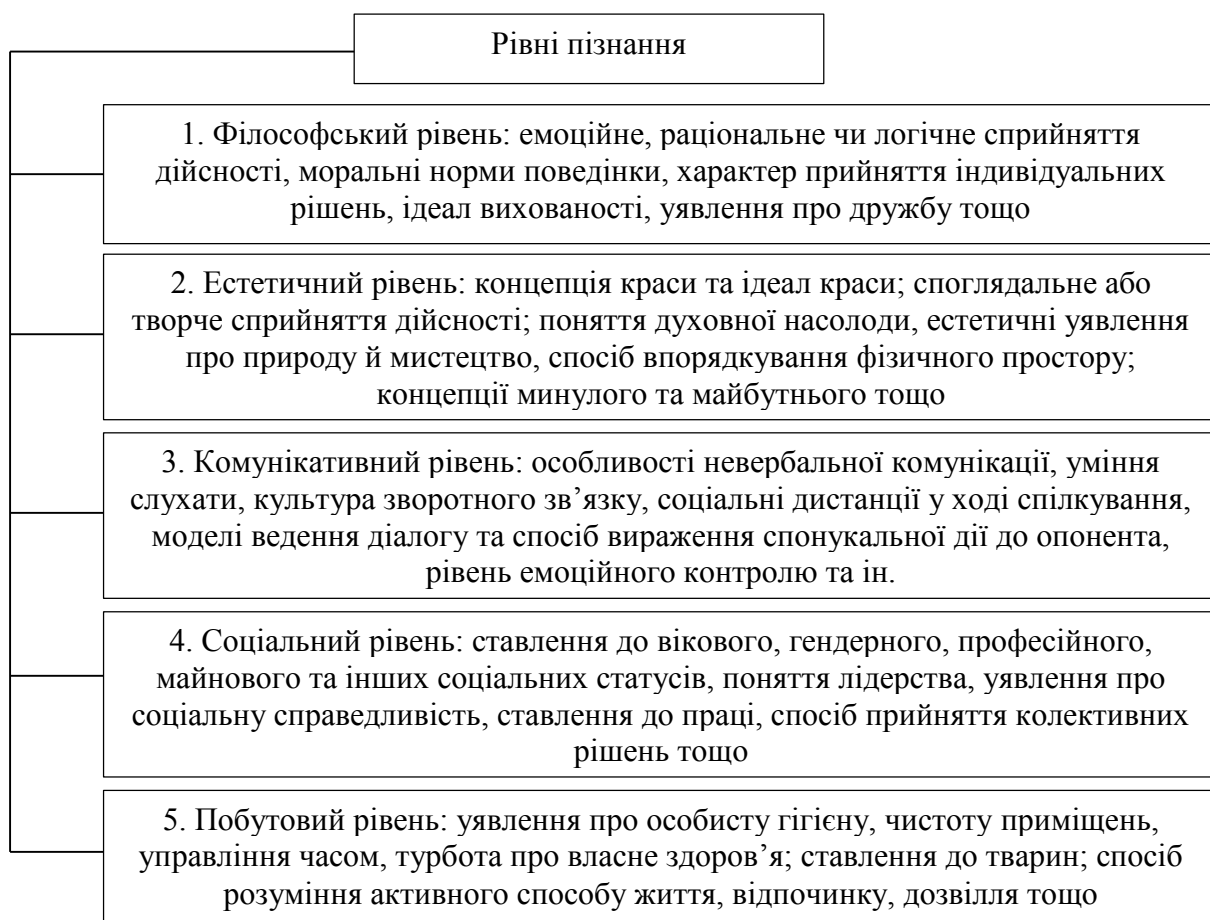 Рівні пізнання
1. Філософський рівень: емоційне, раціональне чи логічне сприйняття
дійсності, моральні норми поведінки, характер прийняття індивідуальних
рішень, ідеал вихованості, уявлення про дружбу тощо
2. Естетичний рівень: концепція краси та ідеал краси; споглядальне або
творче сприйняття дійсності; поняття духовної насолоди, естетичні уявлення
про природу й мистецтво, спосіб впорядкування фізичного простору;
концепції минулого та майбутнього тощо
3. Комунікативний рівень: особливості невербальної комунікації, уміння
слухати, культура зворотного зв’язку, соціальні дистанції у ході спілкування,
моделі ведення діалогу та спосіб вираження спонукальної дії до опонента,
рівень емоційного контролю та ін.
4. Соціальний рівень: ставлення до вікового, гендерного, професійного,
майнового та інших соціальних статусів, поняття лідерства, уявлення про
соціальну справедливість, ставлення до праці, спосіб прийняття колективних
рішень тощо
5. Побутовий рівень: уявлення про особисту гігієну, чистоту приміщень,
управління часом, турбота про власне здоров’я; ставлення до тварин; спосіб
розуміння активного способу життя, відпочинку, дозвілля тощо